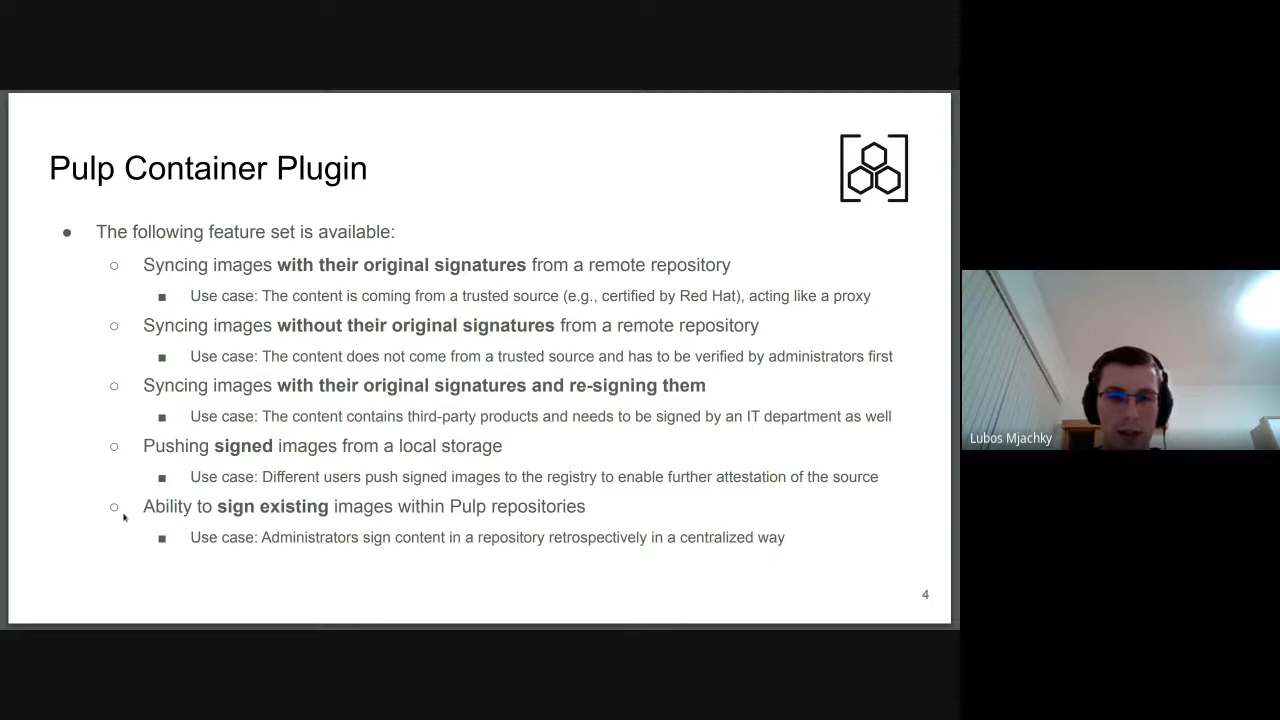 Pulp Container Plugin
● The following feature set is available:
○ Syncing images with their original signatures from a remote repository
■ Use case: The content is coming from a trusted source (e.g., certified by Red Hat), acting like a proxy
○ Syncing images without their original signatures from a remote repository
■ Use case: The content does not come from a trusted source and has to be verified by administrators first
○ Syncing images with their original signatures and re-signing them
■ Use case: The content contains third-party products and needs to be signed by an IT department as well
○ Pushing signed images from a local storage
■ Use case: Different users push signed images to the registry to enable further attestation of the source
○ Ability to sign existing images within Pulp repositories
■ Use case: Administrators sign content in a repository retrospectively in a centralized way
4
Lubos Mjachky